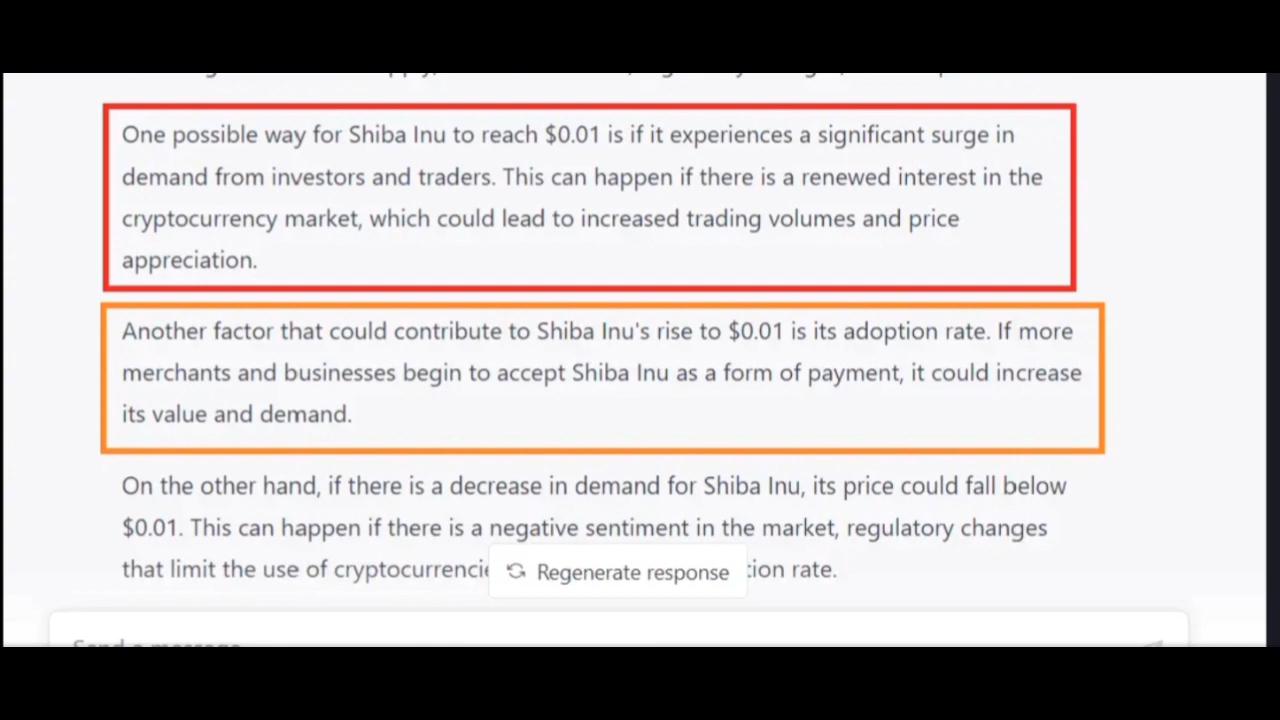 One possible way for Shiba Inu to reach $0.01 is if it experiences a significant surge in
demand from investors and traders. This can happen if there is a renewed interest in the
cryptocurrency market, which could lead to increased trading volumes and price
appreciation.
Another factor that could contribute to Shiba Inu's rise to $0.01 is its adoption rate. If more
merchants and businesses begin to accept Shiba Inu as a form of payment, it could increase
its value and demand.
On the other hand, if there is a decrease in demand for Shiba Inu, its price could fall below
$0.01. This can happen if there is a negative sentiment in the market, regulatory changes
that limit the use of rate.
Regenerate response
Send a message